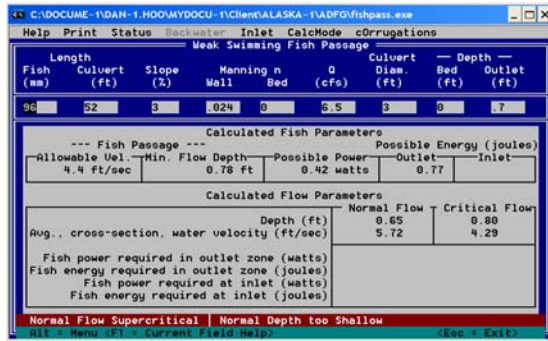 C:\DOCUME~1\DAN-1.HOO\MYDOCU~1\Client\ALASKA~1\ADFG\fishpass.exe
Help Print Status Backwater Inlet CalcMode cOrrugations
Weak Swimming Fish Passage
Length Culvert — Depth —
Fish Culvert Slope Manning n Q Diam. Bed Outlet
(mm) (ft) (%) Wall Bed (cfs) (ft) (ft) (ft)
96 52 3 .024 0 6.5 3 0 .7
Calculated Fish Parameters
--- Fish Passage --- Possible Energy (joules)
Allowable Vel. Min. Flow Depth Possible Power Outlet Inlet
4.4 ft/sec 0.78 ft 0.42 watts 0.77
Calculated Flow Parameters
Normal Flow Critical Flow
Depth (ft) 0.65 0.80
Avg., cross-section, water velocity (ft/sec) 5.72 4.29
Fish power required in outlet zone (watts)
Fish energy required in outlet zone (joules)
Fish power required at inlet (watts)
Fish energy required at inlet (joules)
Normal Flow Supercritical Normal Depth too Shallow
Alt = Menu <F1 = Current Field Help> <Esc = Exit>